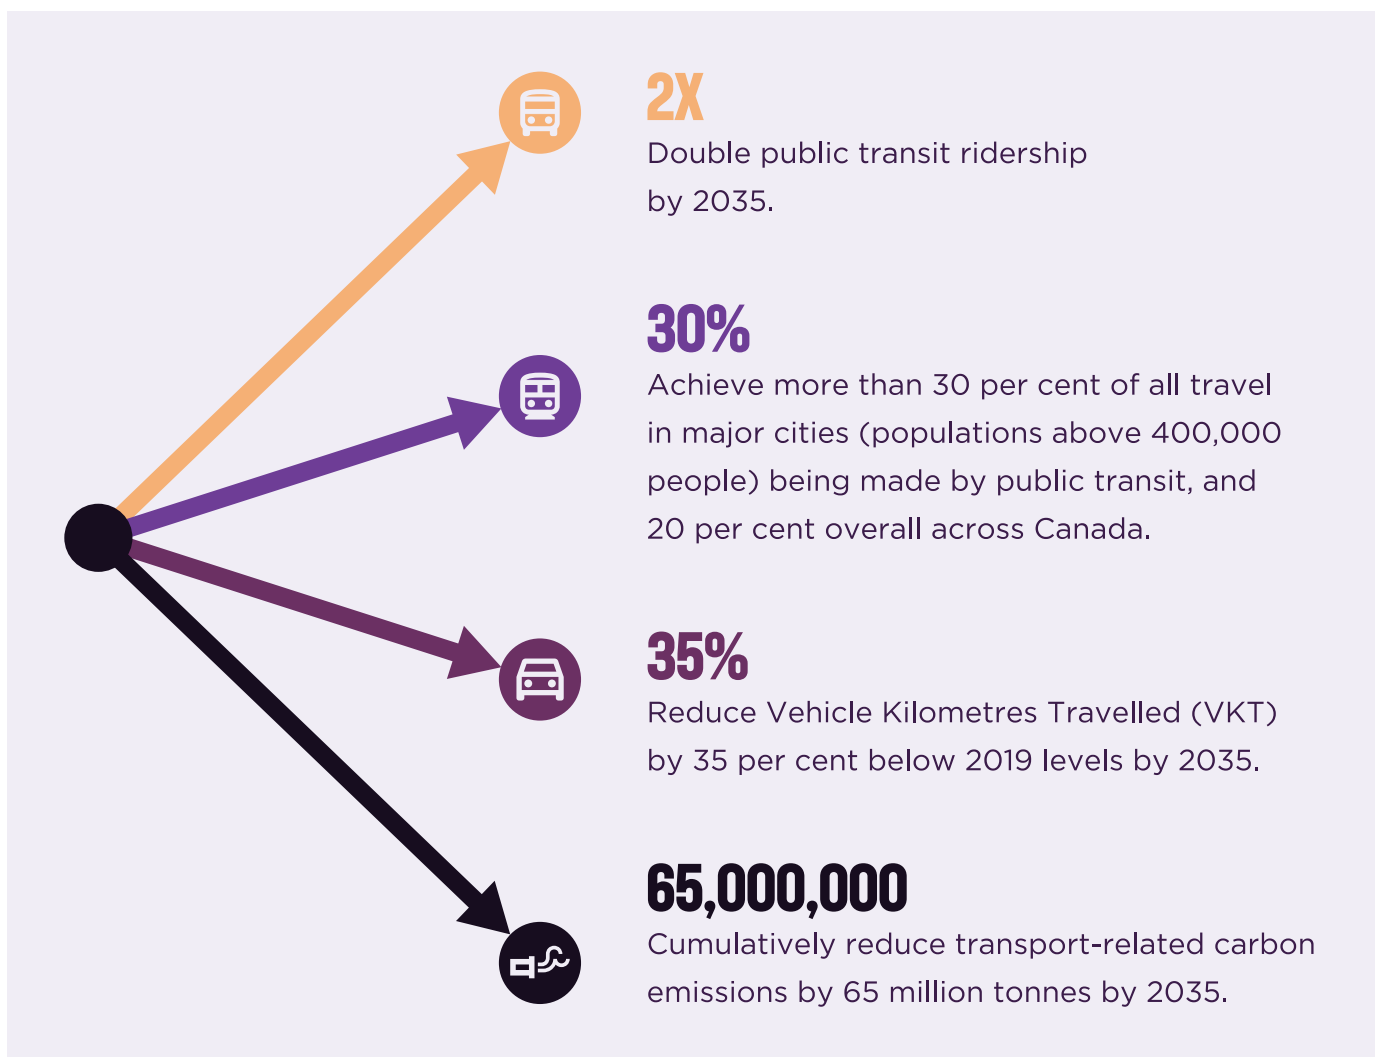 2X
Double public transit ridership
by 2035.
30%
Achieve more than 30 per cent of all travel
in major cities (populations above 400,000
people) being made by public transit, and
20 per cent overall across Canada.
35%
Reduce Vehicle Kilometres Travelled (VKT)
by 35 per cent below 2019 levels by 2035.
65,000,000
Cumulatively reduce transport-related carbon
emissions by 65 million tonnes by 2035.